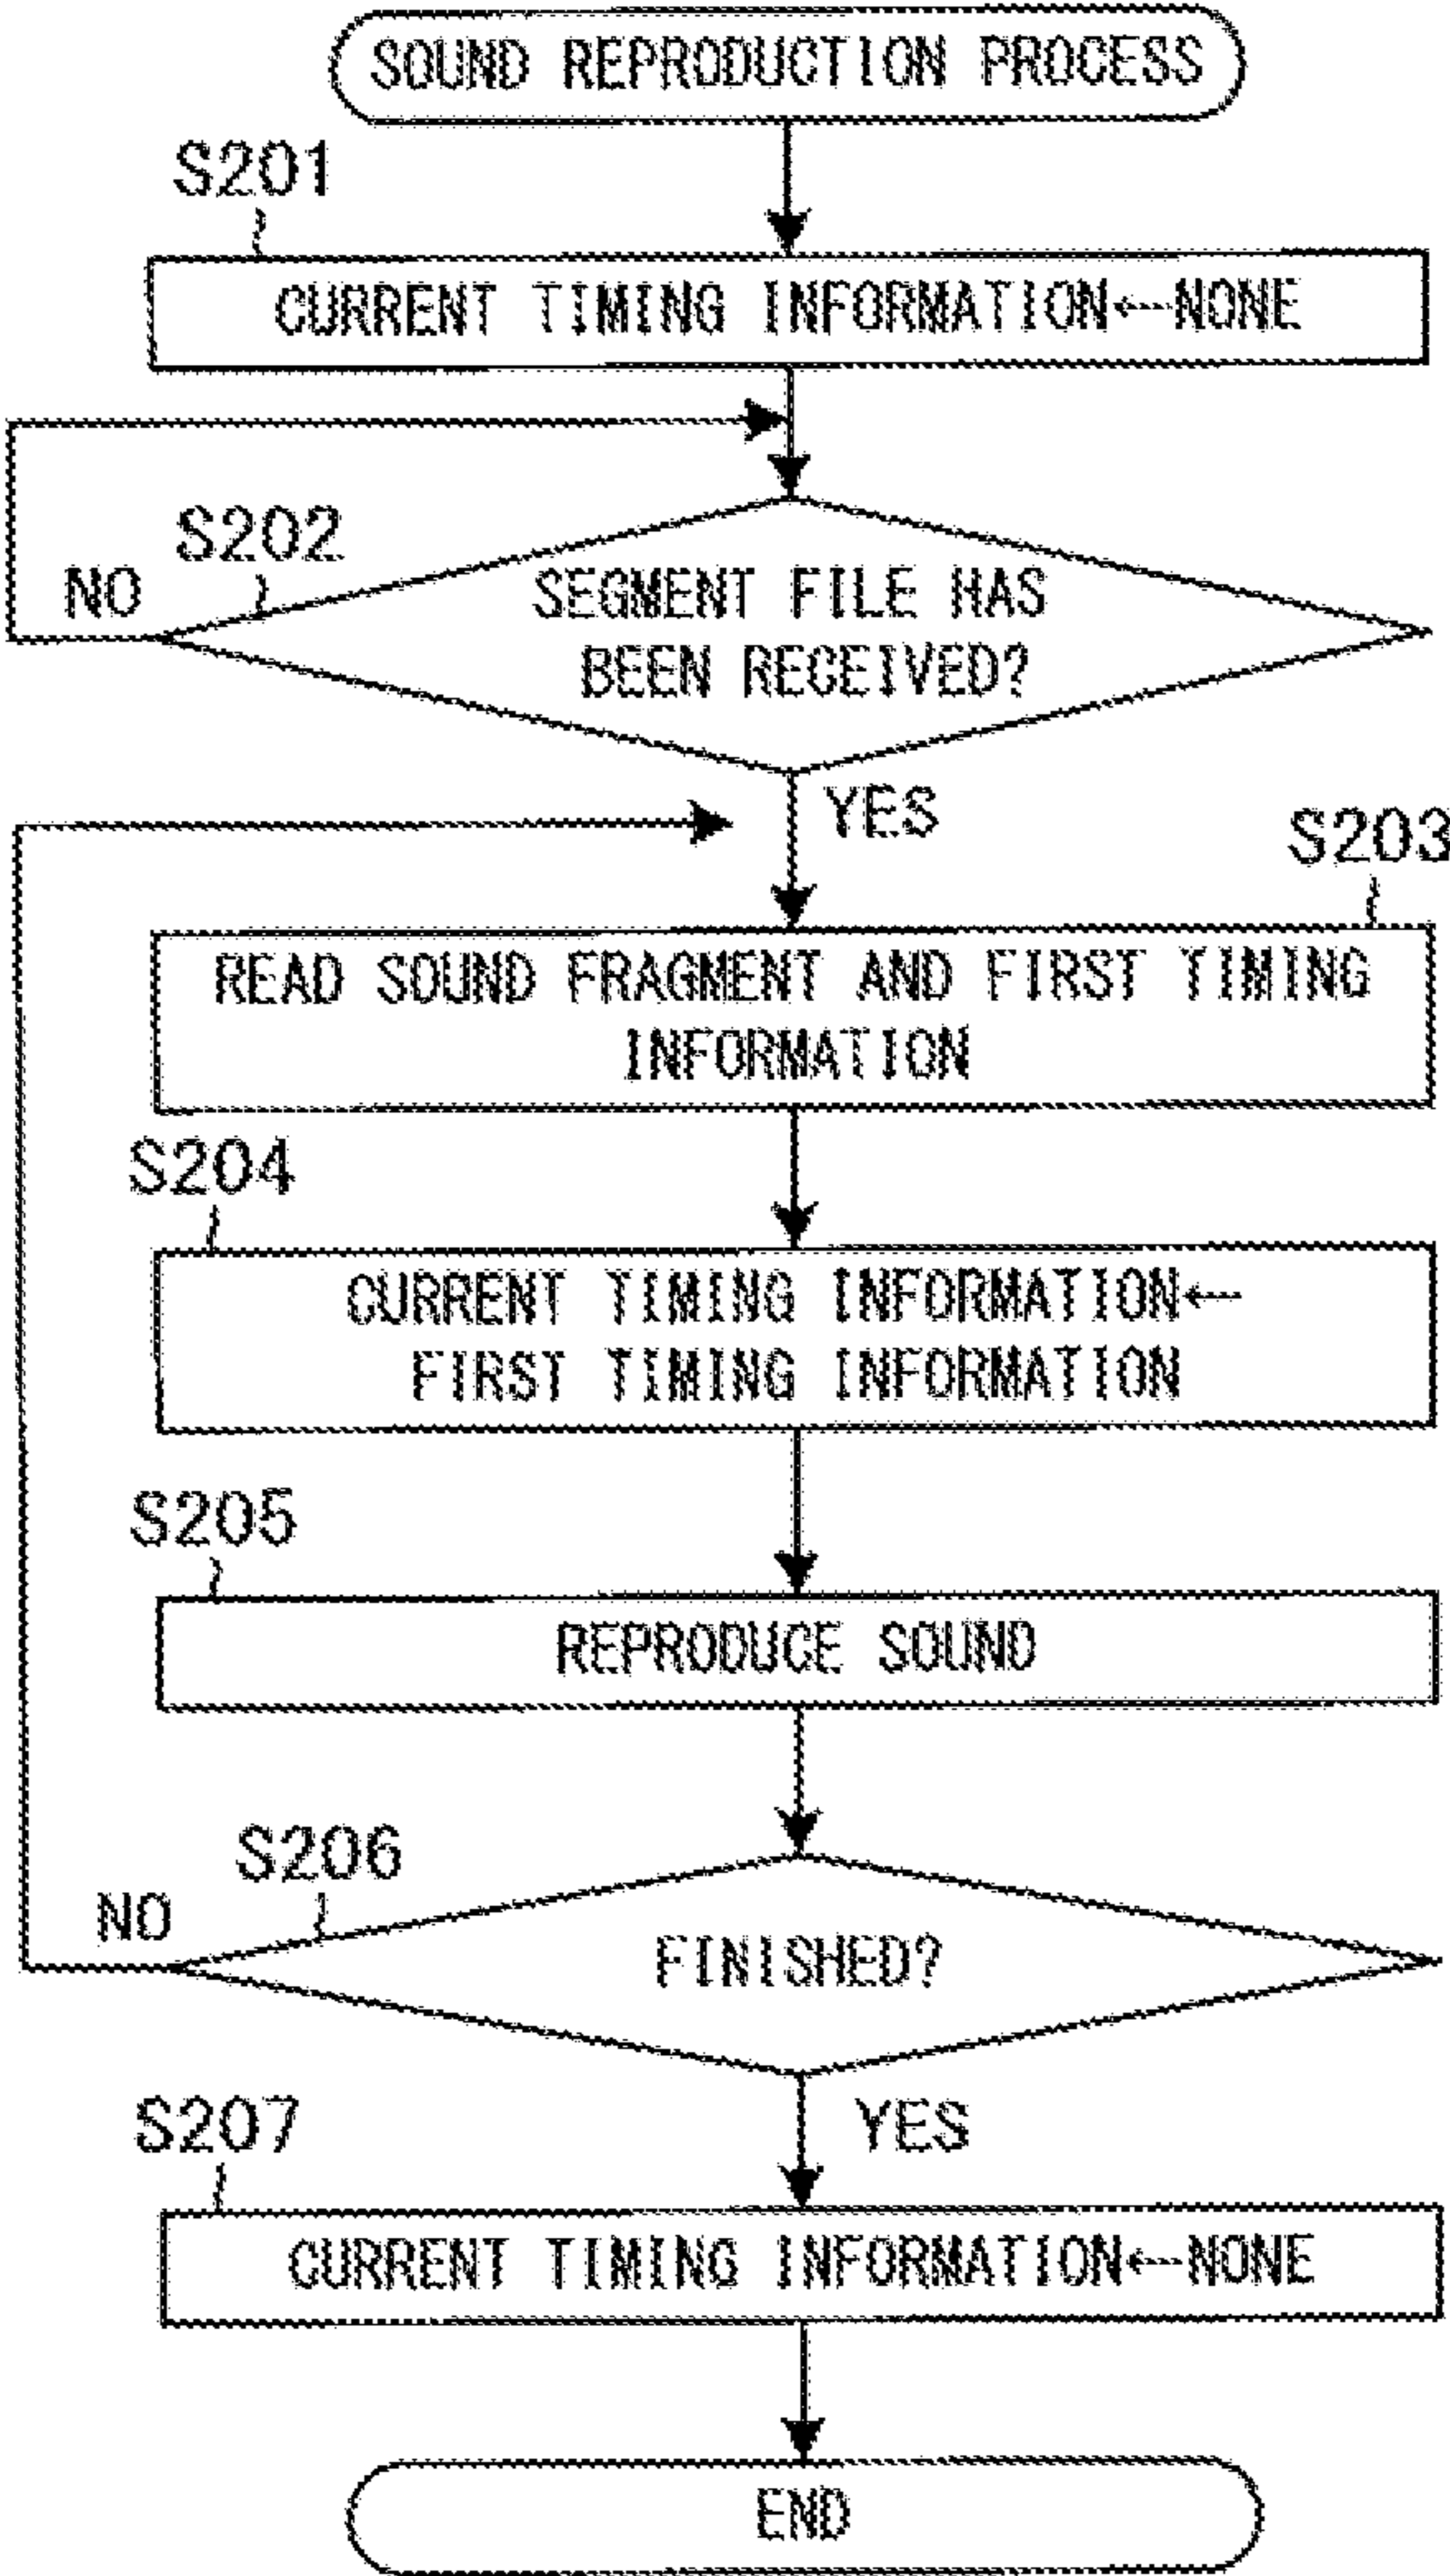 SOUND REPRODUCTION PROCESS
S201
CURRENT TIMING INFORMATION←NONE
S202
NO
SEGMENT FILE HAS
BEEN RECEIVED?
YES
S203
READ SOUND FRAGMENT AND FIRST TIMING
INFORMATION
S204
CURRENT TIMING INFORMATION←
FIRST TIMING INFORMATION
S205
REPRODUCE SOUND
S206
NO
FINISHED?
YES
S207
CURRENT TIMING INFORMATION←NONE
END